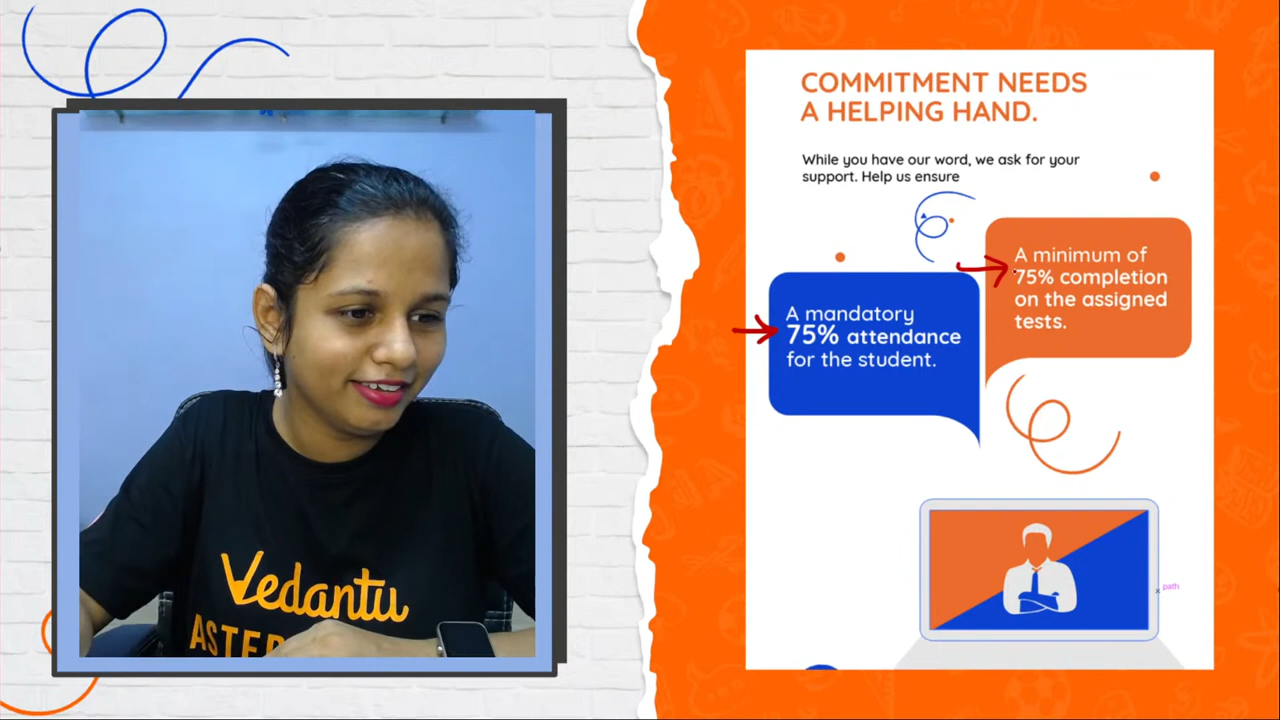 COMMITMENT NEEDS
A HELPING HAND.
While you have our word, we ask for your
support. Help us ensure
A minimum of
75% completion
on the assigned
tests.
A mandatory
75% attendance
for the student.
path
Vedantu